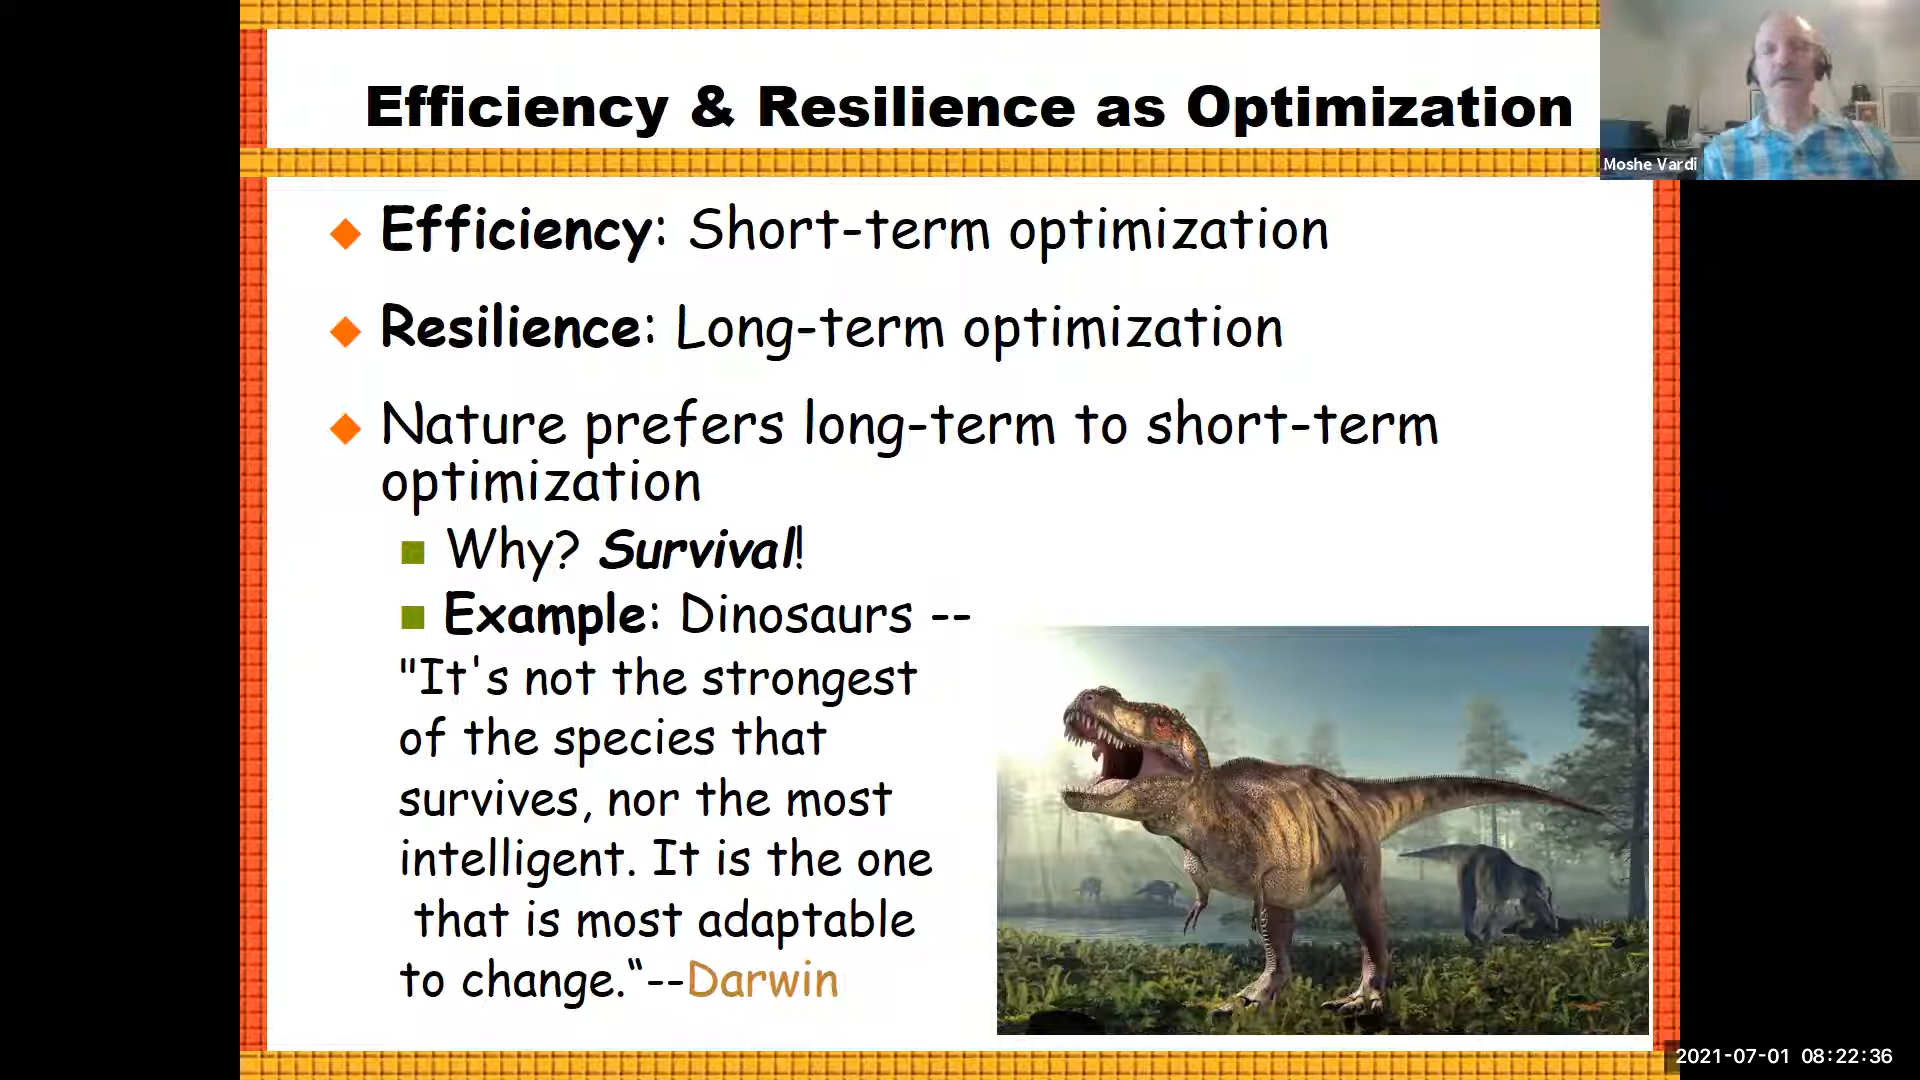 Efficiency & Resilience as Optimization
Moshe Vardi
Efficiency: Short-term optimization
Resilience: Long-term optimization
Nature prefers long-term to short-term
optimization
Why? Survival!
Example: Dinosaurs --
"It's not the strongest
of the species that
survives, nor the most
intelligent. It is the one
that is most adaptable
to change.“--Darwin
2021-07-01 08:22:36